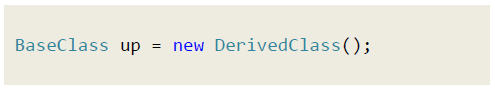 BaseClass up = new DerivedClass();